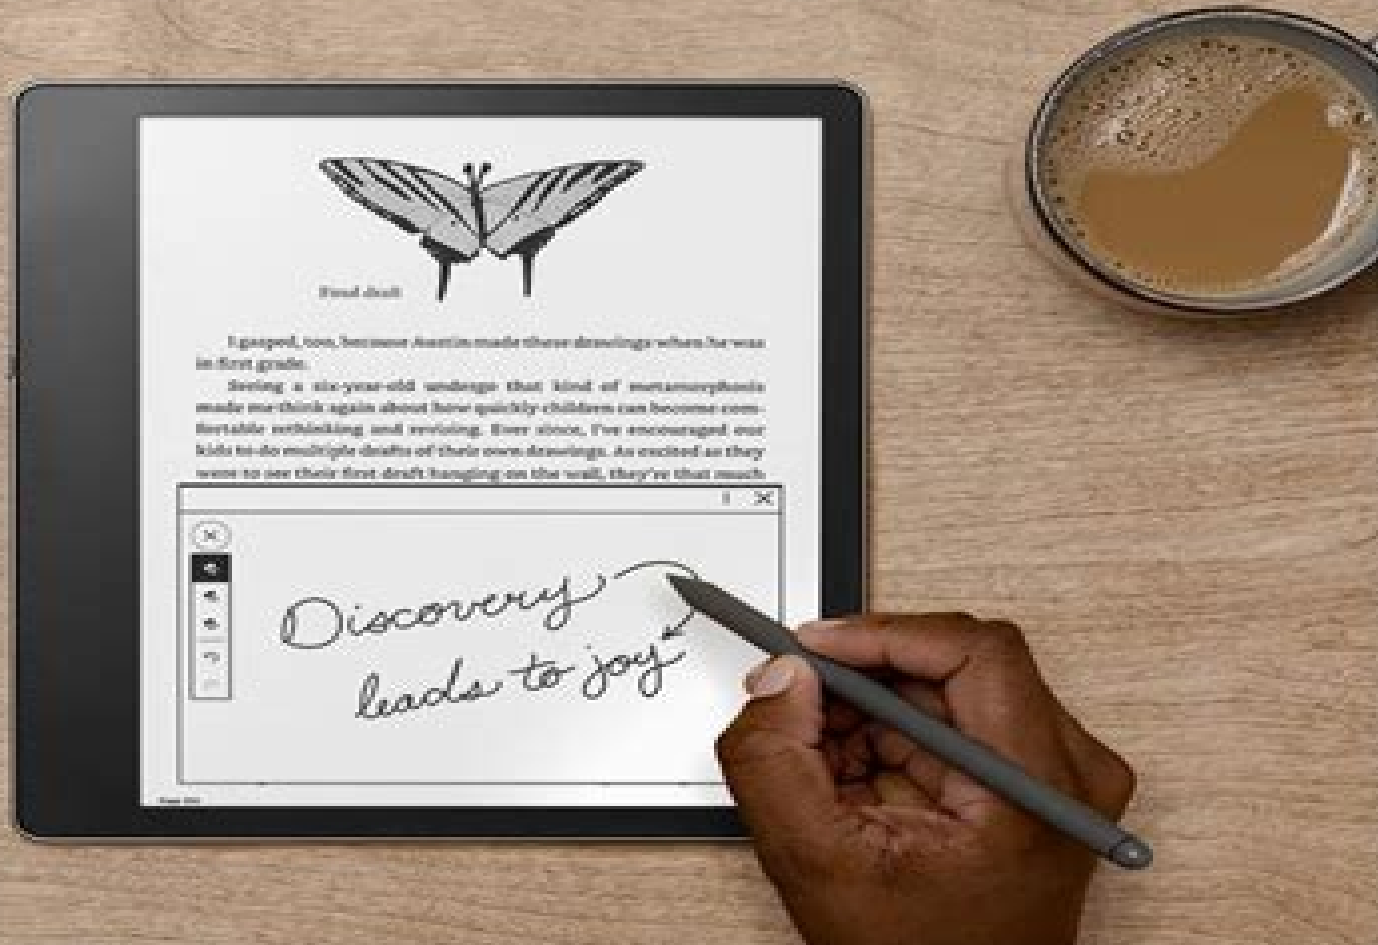 Final draft
I gasped, too, because Austin made these drawings when he was
in first grade.
Seeing a six-year-old undergo that kind of metamorphosis
made me think again about how quickly children can become com-
fortable rethinking and revising. Ever since, I've encouraged our
kids to do multiple drafts of their own drawings. As excited as they
were to see their first draft hanging on the wall, they're that much
Discovery
leads to joy